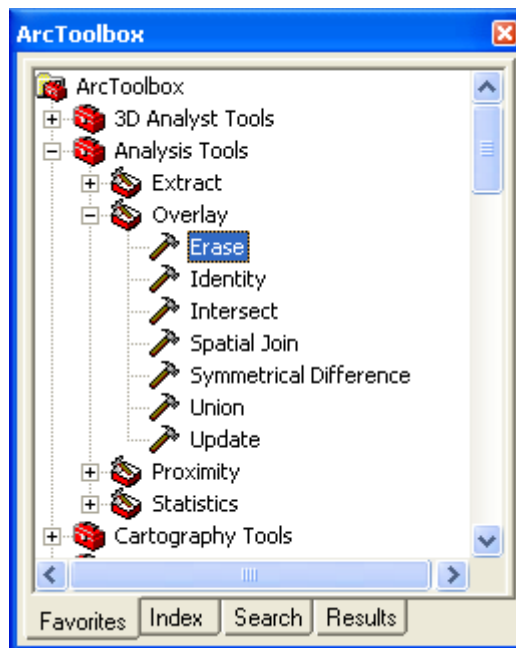 ArcToolbox
ArcToolbox
3D Analyst Tools
Analysis Tools
Extract
Overlay
Erase
Identity
Intersect
Spatial Join
Symmetrical Difference
Union
Update
Proximity
Statistics
Cartography Tools
Favorites Index Search Results